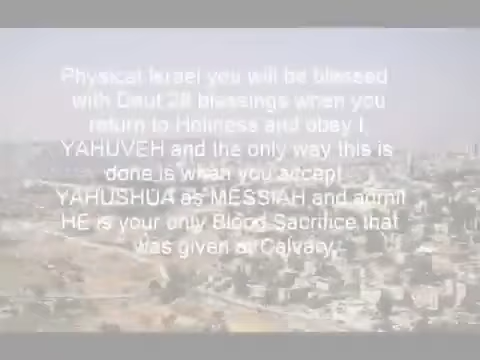 Physical Israel you will be blessed
with Deut 28 blessings when you
return to Holiness and obey I,
YAHUVEH and the only way this is
done is when you accept
YAHUSHUA as MESSIAH and admit
HE is your only Blood Sacrifice that
was given at Calvary.